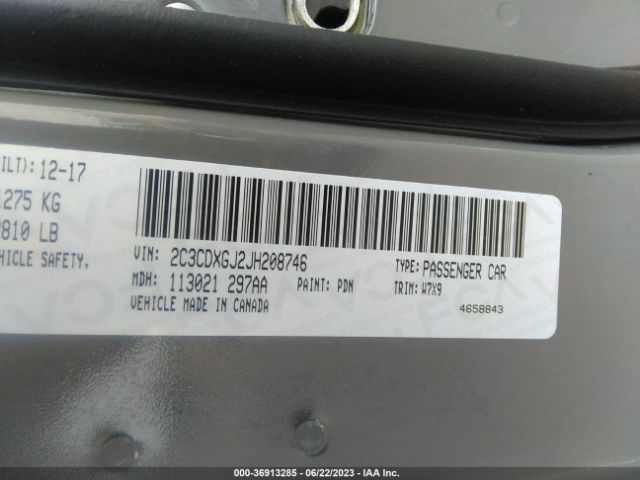 ILT): 12-17
275 KG
810 LB
HICLE SAFETY,
VIN: 2C3CDXGJ2JH208746
TYPE: PASSENGER CAR
MDH: 113021 297AA
PAINT: PDN
TRIM: W7X9
VEHICLE MADE IN CANADA
4658843
000-36913285 - 06/22/2023 - IAA Inc.